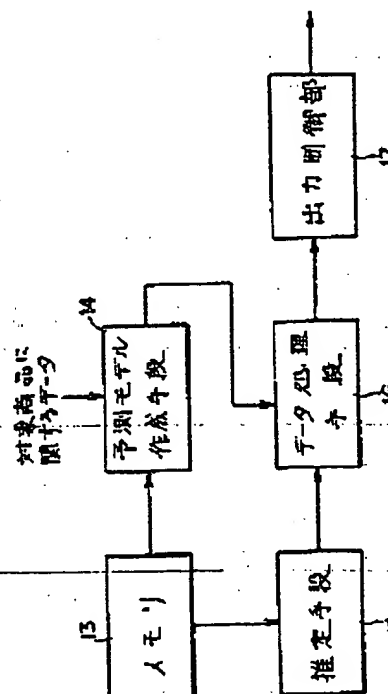 対象商品に
関するデータ
14
予測モデル
作成手段
13
メモリ
出力制御部
データ処理
手段
推定手段